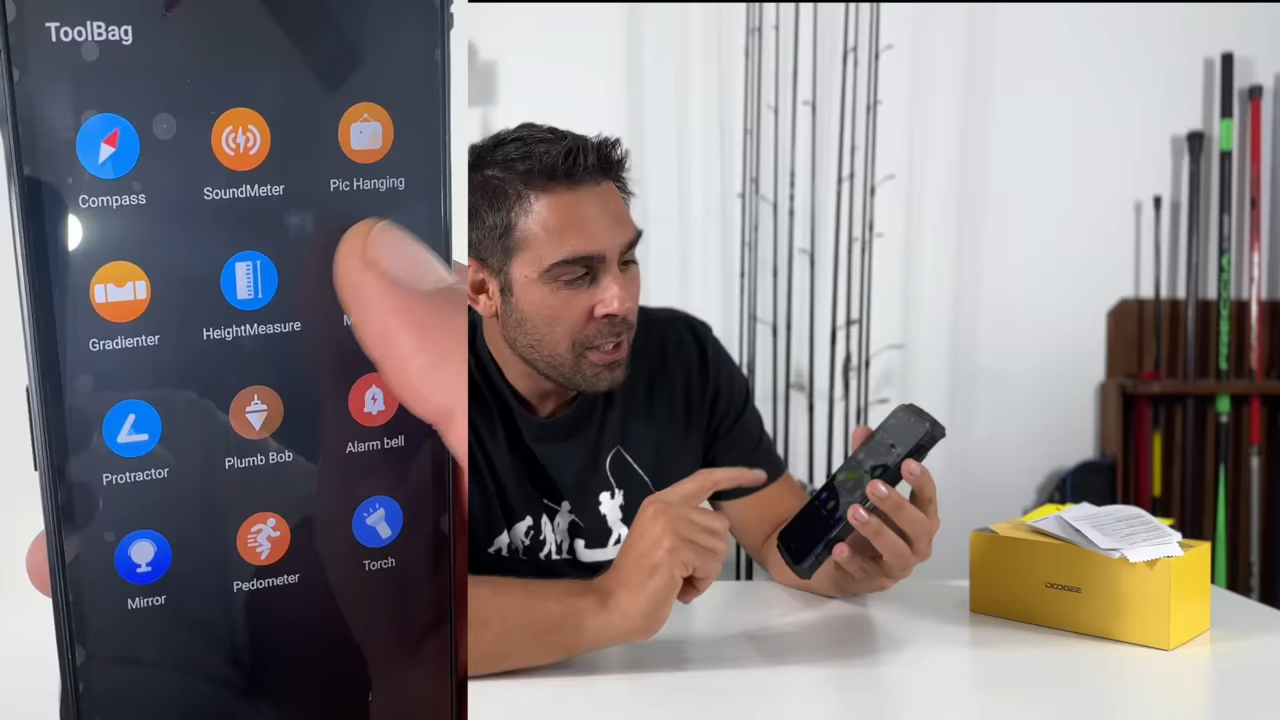 ToolBag
Compass
SoundMeter
Pic Hanging
Gradienter
HeightMeasure
Protractor
Plumb Bob
Alarm bell
Mirror
Pedometer
Torch
DOOGEE